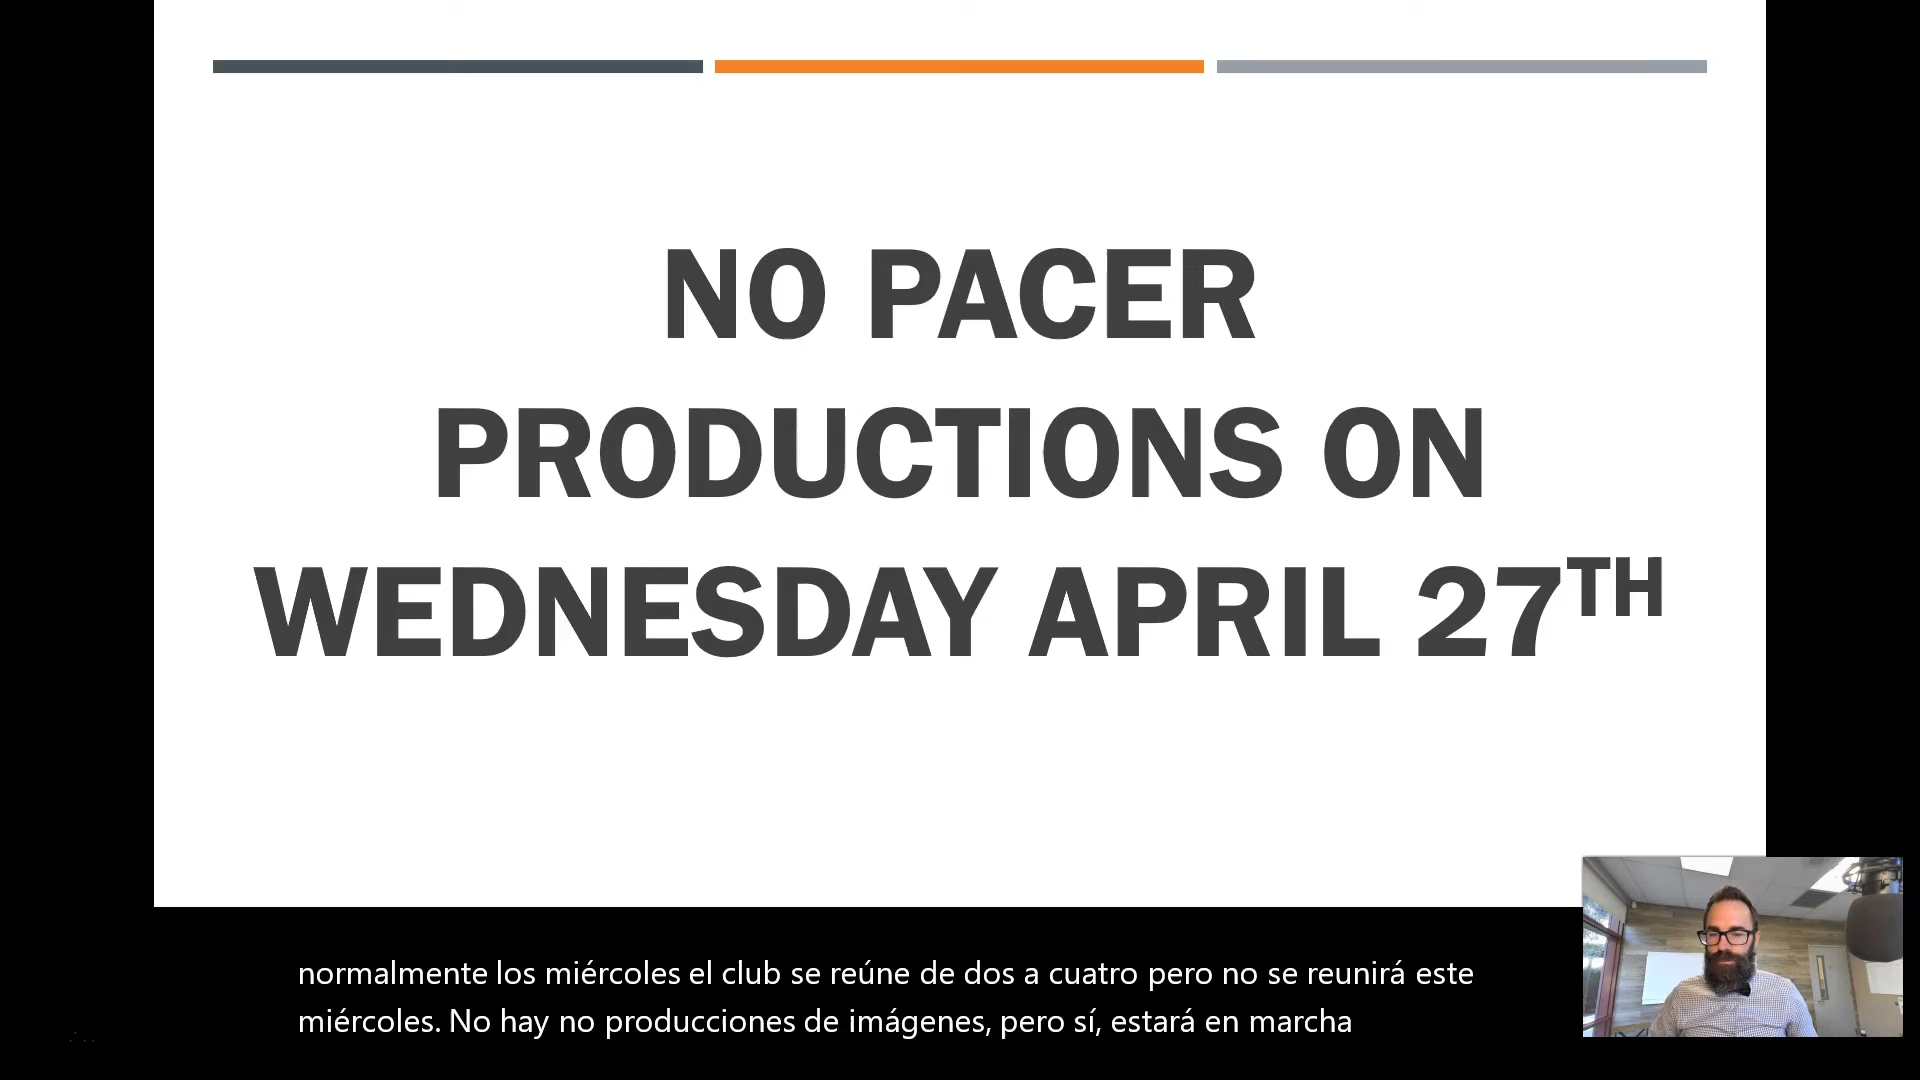 NO PACER
PRODUCTIONS ON
WEDNESDAY APRIL 27TH
normalmente los miércoles el club se reúne de dos a cuatro pero no se reunirá este
miércoles. No hay no producciones de imágenes, pero sí, estará en marcha